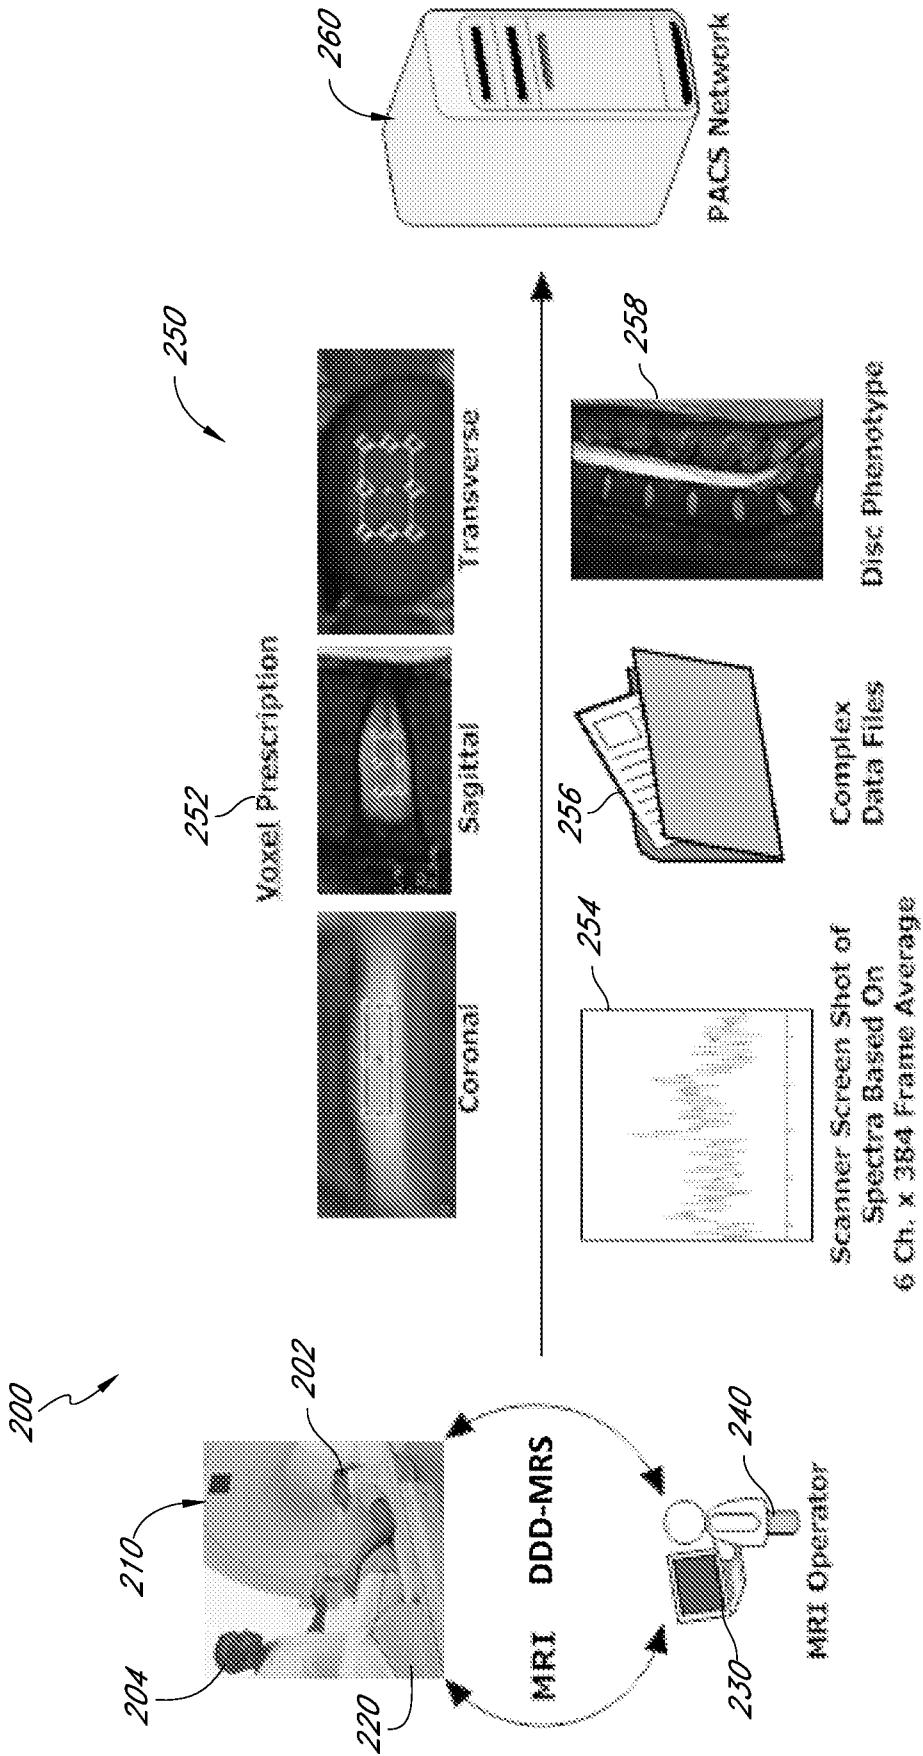 200
210
204
202
220
MRI
DDD-MRS
230
240
MRI Operator
250
252
Voxel Prescription
Coronal
Sagittal
Transverse
254
Scanner Screen Shot of
Spectra Based On
6 Ch. x 384 Frame Average
256
Complex
Data Files
258
Disc Phenotype
260
PACS Network